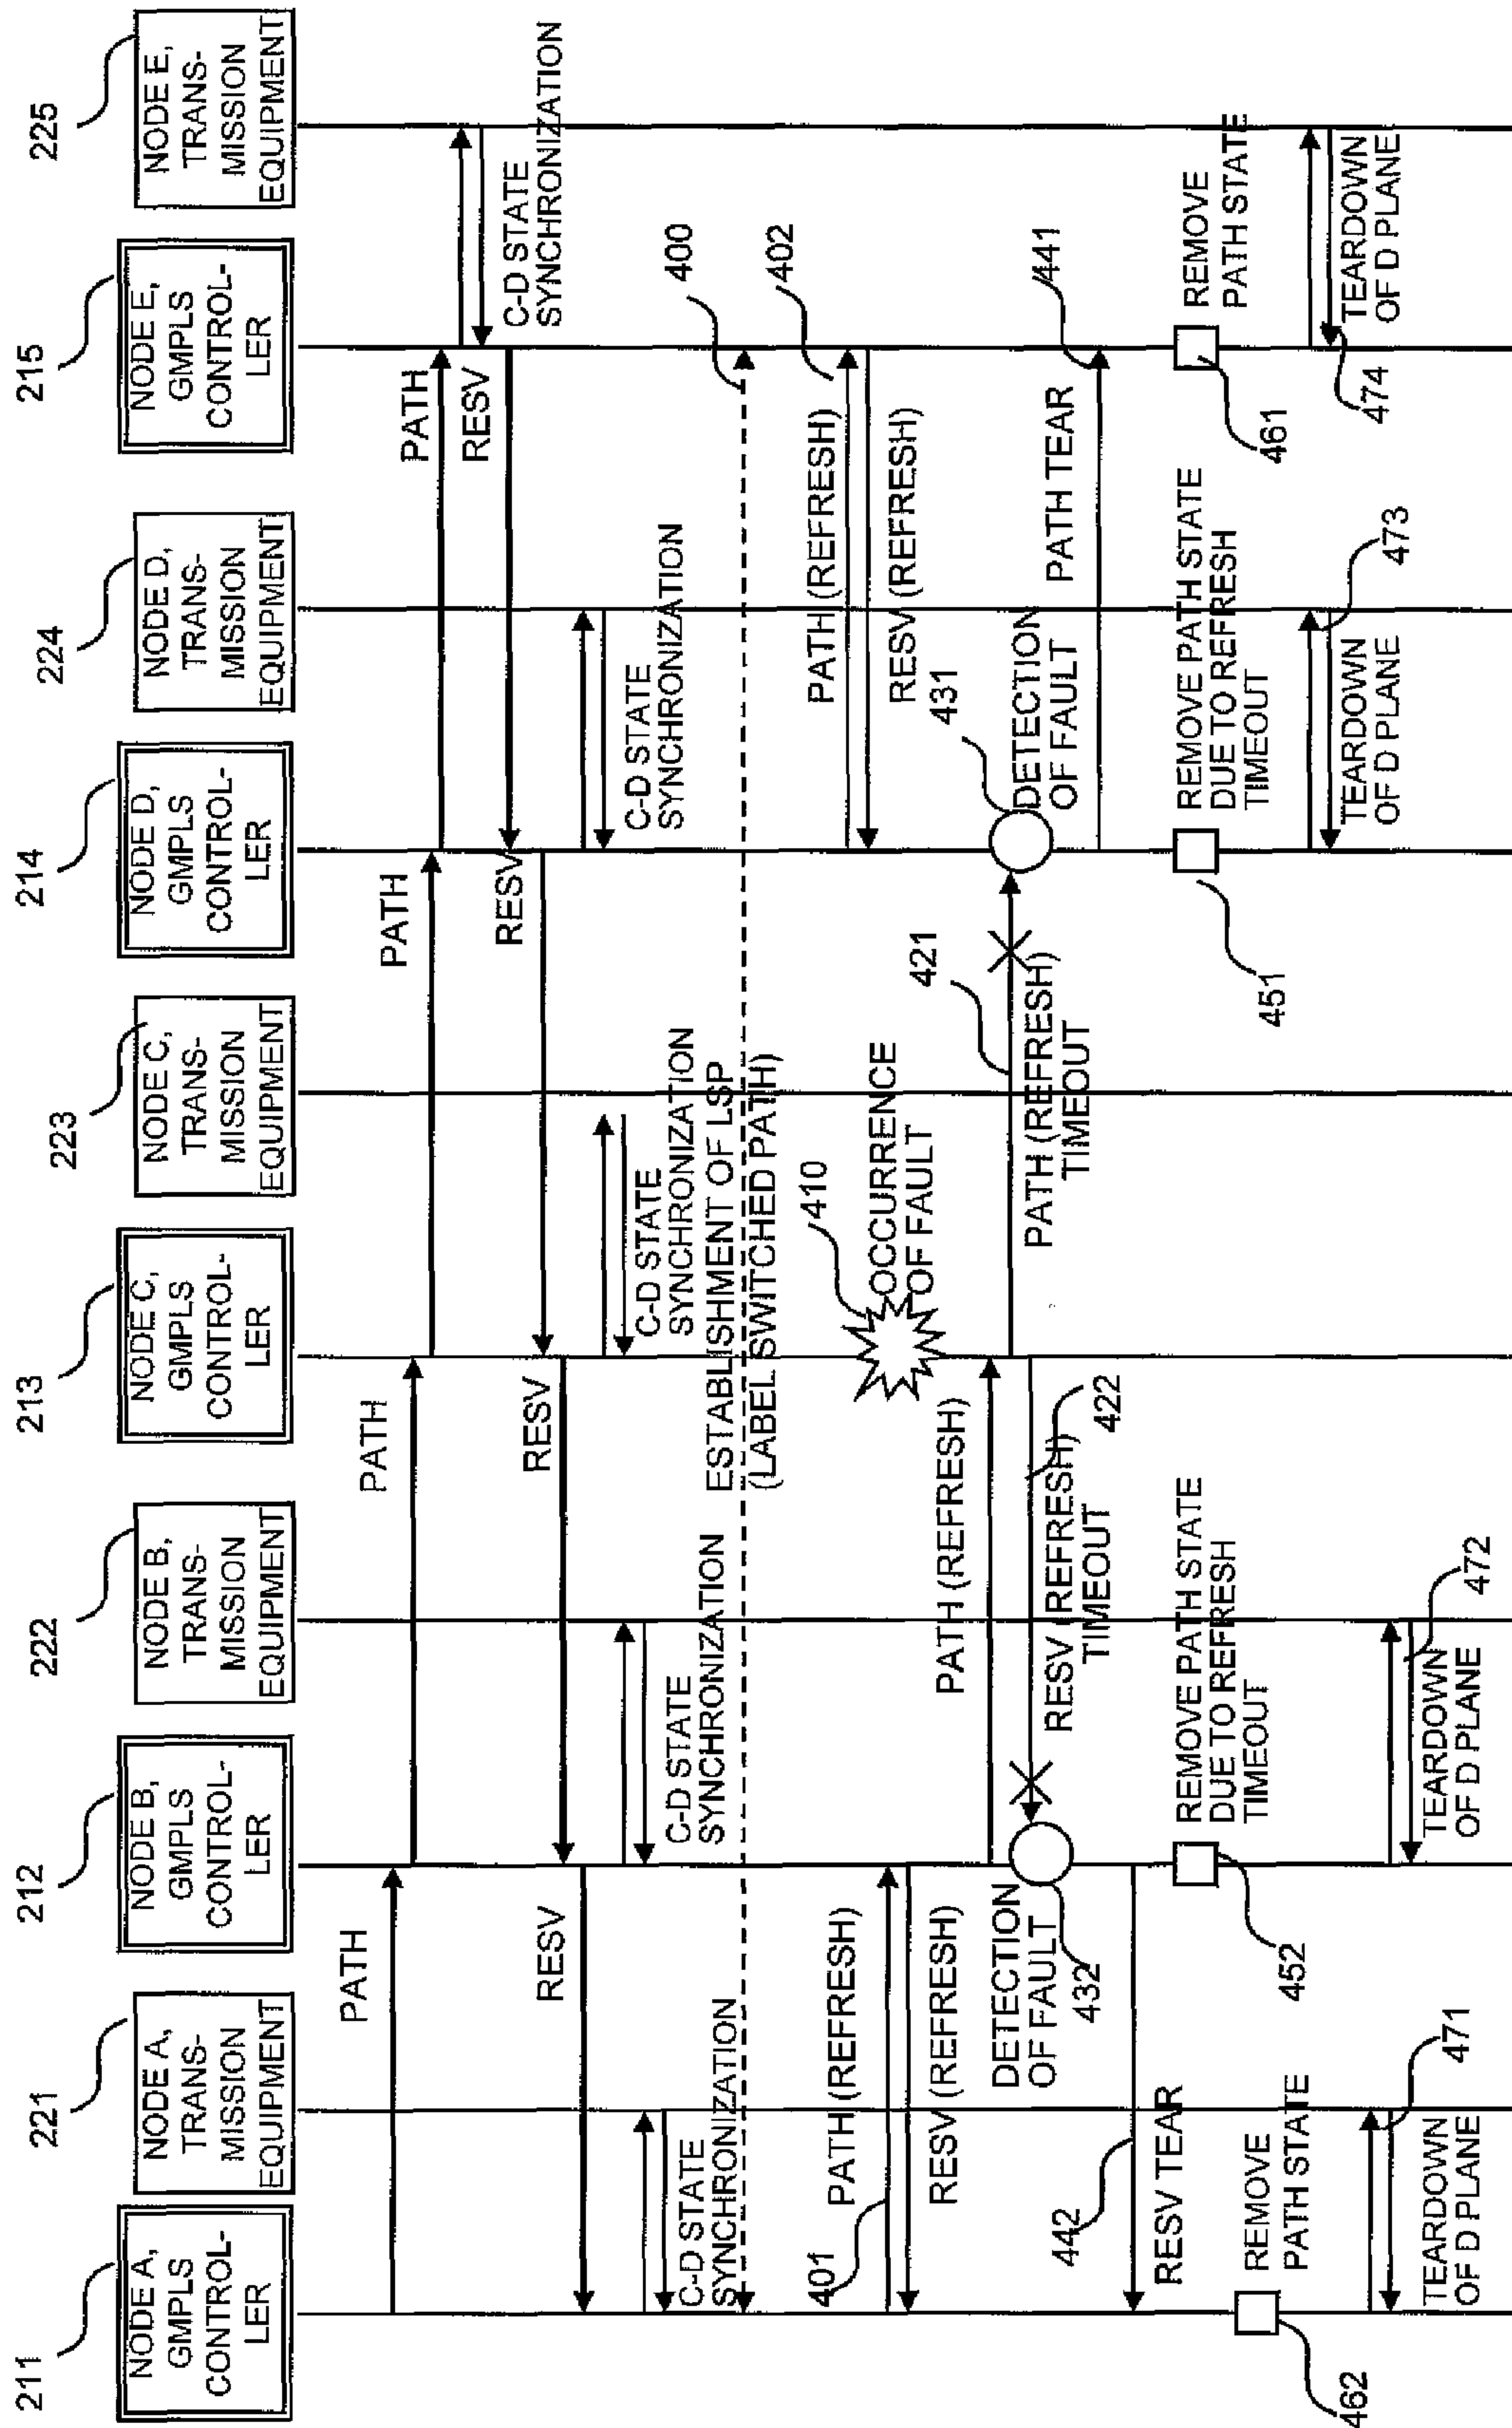 211
NODE A,
GMPLS
CONTROL-
LER
221
NODE A,
TRANS-
MISSION
EQUIPMENT
212
NODE B,
GMPLS
CONTROL-
LER
222
NODE B,
TRANS-
MISSION
EQUIPMENT
213
NODE C,
GMPLS
CONTROL-
LER
223
NODE C,
TRANS-
MISSION
EQUIPMENT
214
NODE D,
GMPLS
CONTROL-
LER
224
NODE D,
TRANS-
MISSION
EQUIPMENT
215
NODE E,
GMPLS
CONTROL-
LER
225
NODE E,
TRANS-
MISSION
EQUIPMENT
PATH
PATH
PATH
PATH
RESV
RESV
RESV
RESV
C-D STATE
SYNCHRONIZATION
C-D STATE
SYNCHRONIZATION
C-D STATE
SYNCHRONIZATION
C-D STATE
SYNCHRONIZATION
C-D STATE
SYNCHRONIZATION
ESTABLISHMENT OF LSP
(LABEL SWITCHED PATH)
400
401
PATH (REFRESH)
RESV (REFRESH)
PATH (REFRESH)
RESV (REFRESH)
402
410
OCCURRENCE
OF FAULT
PATH (REFRESH)
RESV (REFRESH)
TIMEOUT
422
421
PATH (REFRESH)
TIMEOUT
431
DETECTION
OF FAULT
DETECTION
OF FAULT
432
PATH TEAR
441
442
RESV TEAR
REMOVE
PATH STATE
462
REMOVE PATH STATE
DUE TO REFRESH
TIMEOUT
452
REMOVE PATH STATE
DUE TO REFRESH
TIMEOUT
451
REMOVE
PATH STATE
461
471
TEARDOWN
OF D PLANE
472
TEARDOWN
OF D PLANE
473
TEARDOWN
OF D PLANE
474
TEARDOWN
OF D PLANE